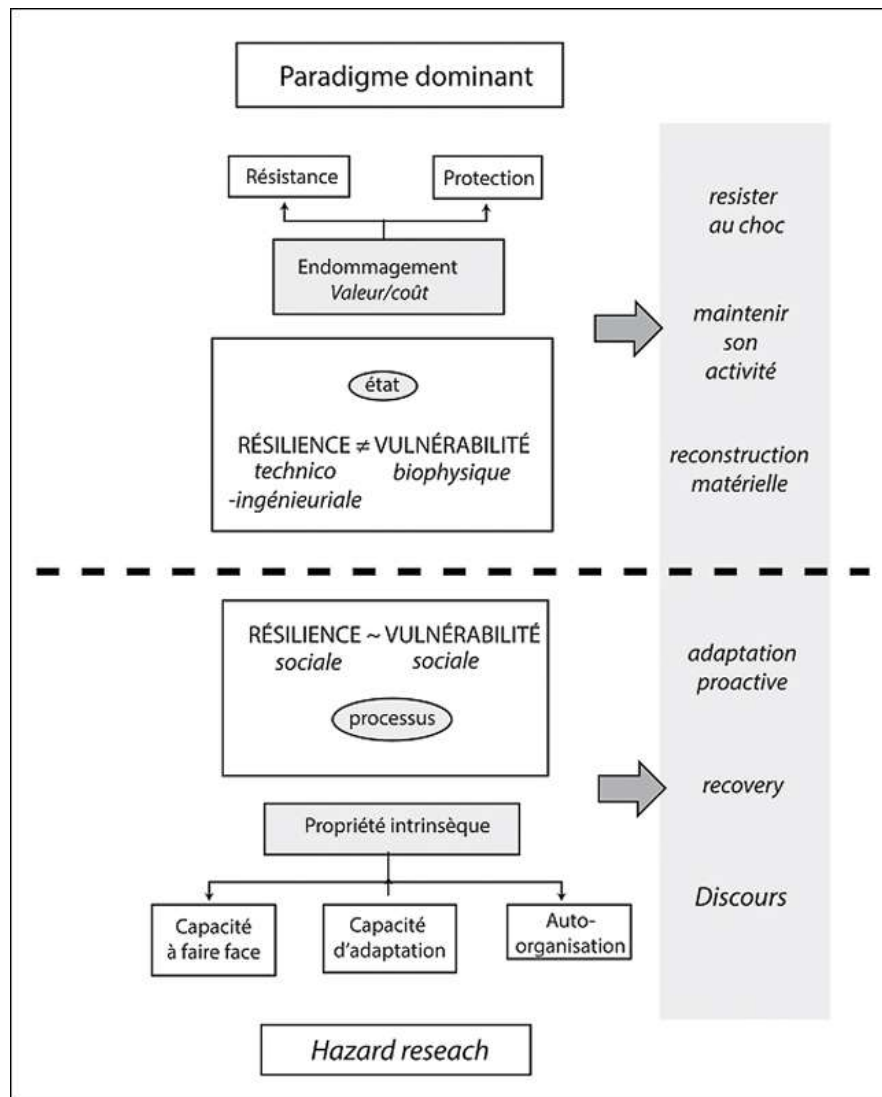 Paradigme dominant
Résistance
Protection
resister
au choc
Endommagement
Valeur/coût
maintenir
son
activité
état
RÉSILIENCE ≠ VULNÉRABILITÉ
technico biophysique
-ingénieuriale
reconstruction
matérielle
RÉSILIENCE ~ VULNÉRABILITÉ
sociale sociale
adaptation
proactive
processus
recovery
Propriété intrinsèque
Discours
Capacité
à faire face
Capacité
d'adaptation
Auto-
organisation
Hazard reseach